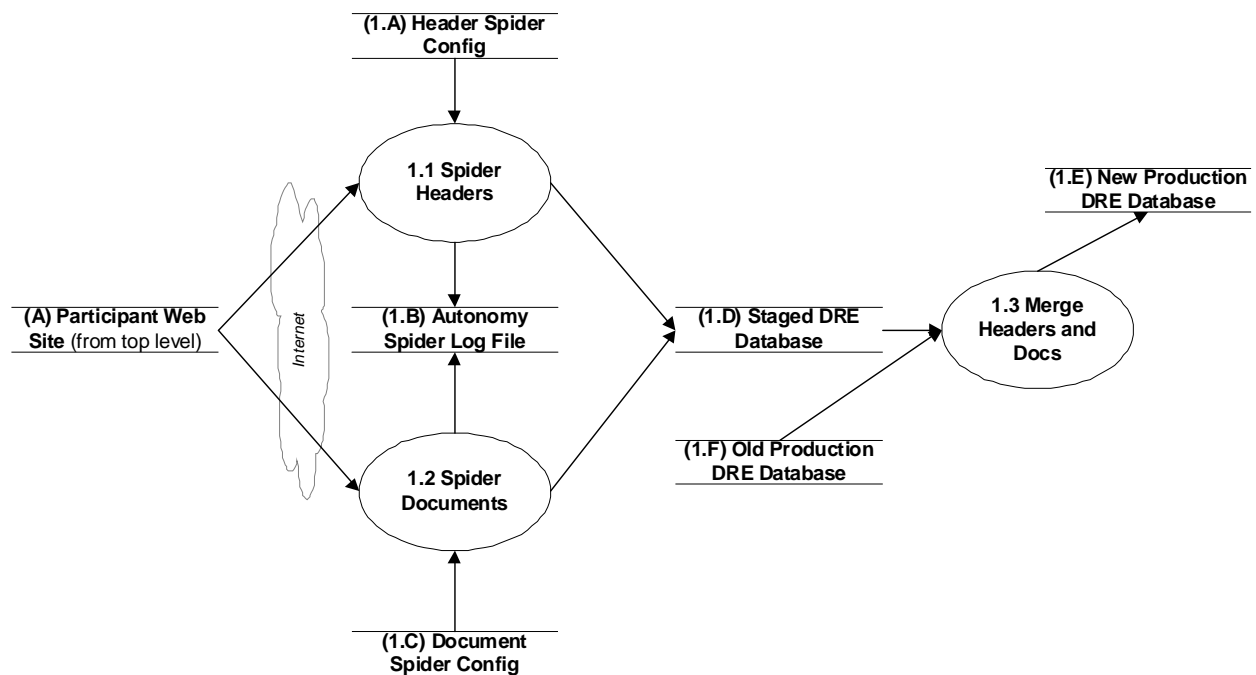 (1.A) Header Spider
Config
1.1 Spider
Headers
(1.E) New Production
DRE Database
(A) Participant Web
Site (from top level)
Internet
(1.B) Autonomy
Spider Log File
(1.D) Staged DRE
Database
1.3 Merge
Headers and
Docs
(1.F) Old Production
DRE Database
1.2 Spider
Documents
(1.C) Document
Spider Config